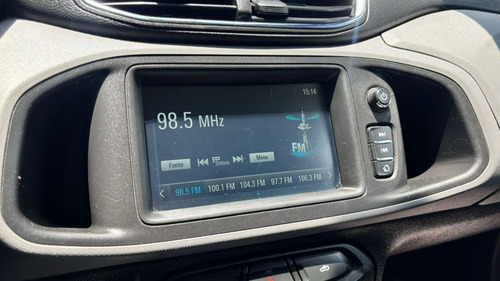 15:14
98.5 MHz
FM
Fonte Sintonia Menu
98.5 FM 100.1 FM 104.3 FM 97.7 FM 106.3 FM